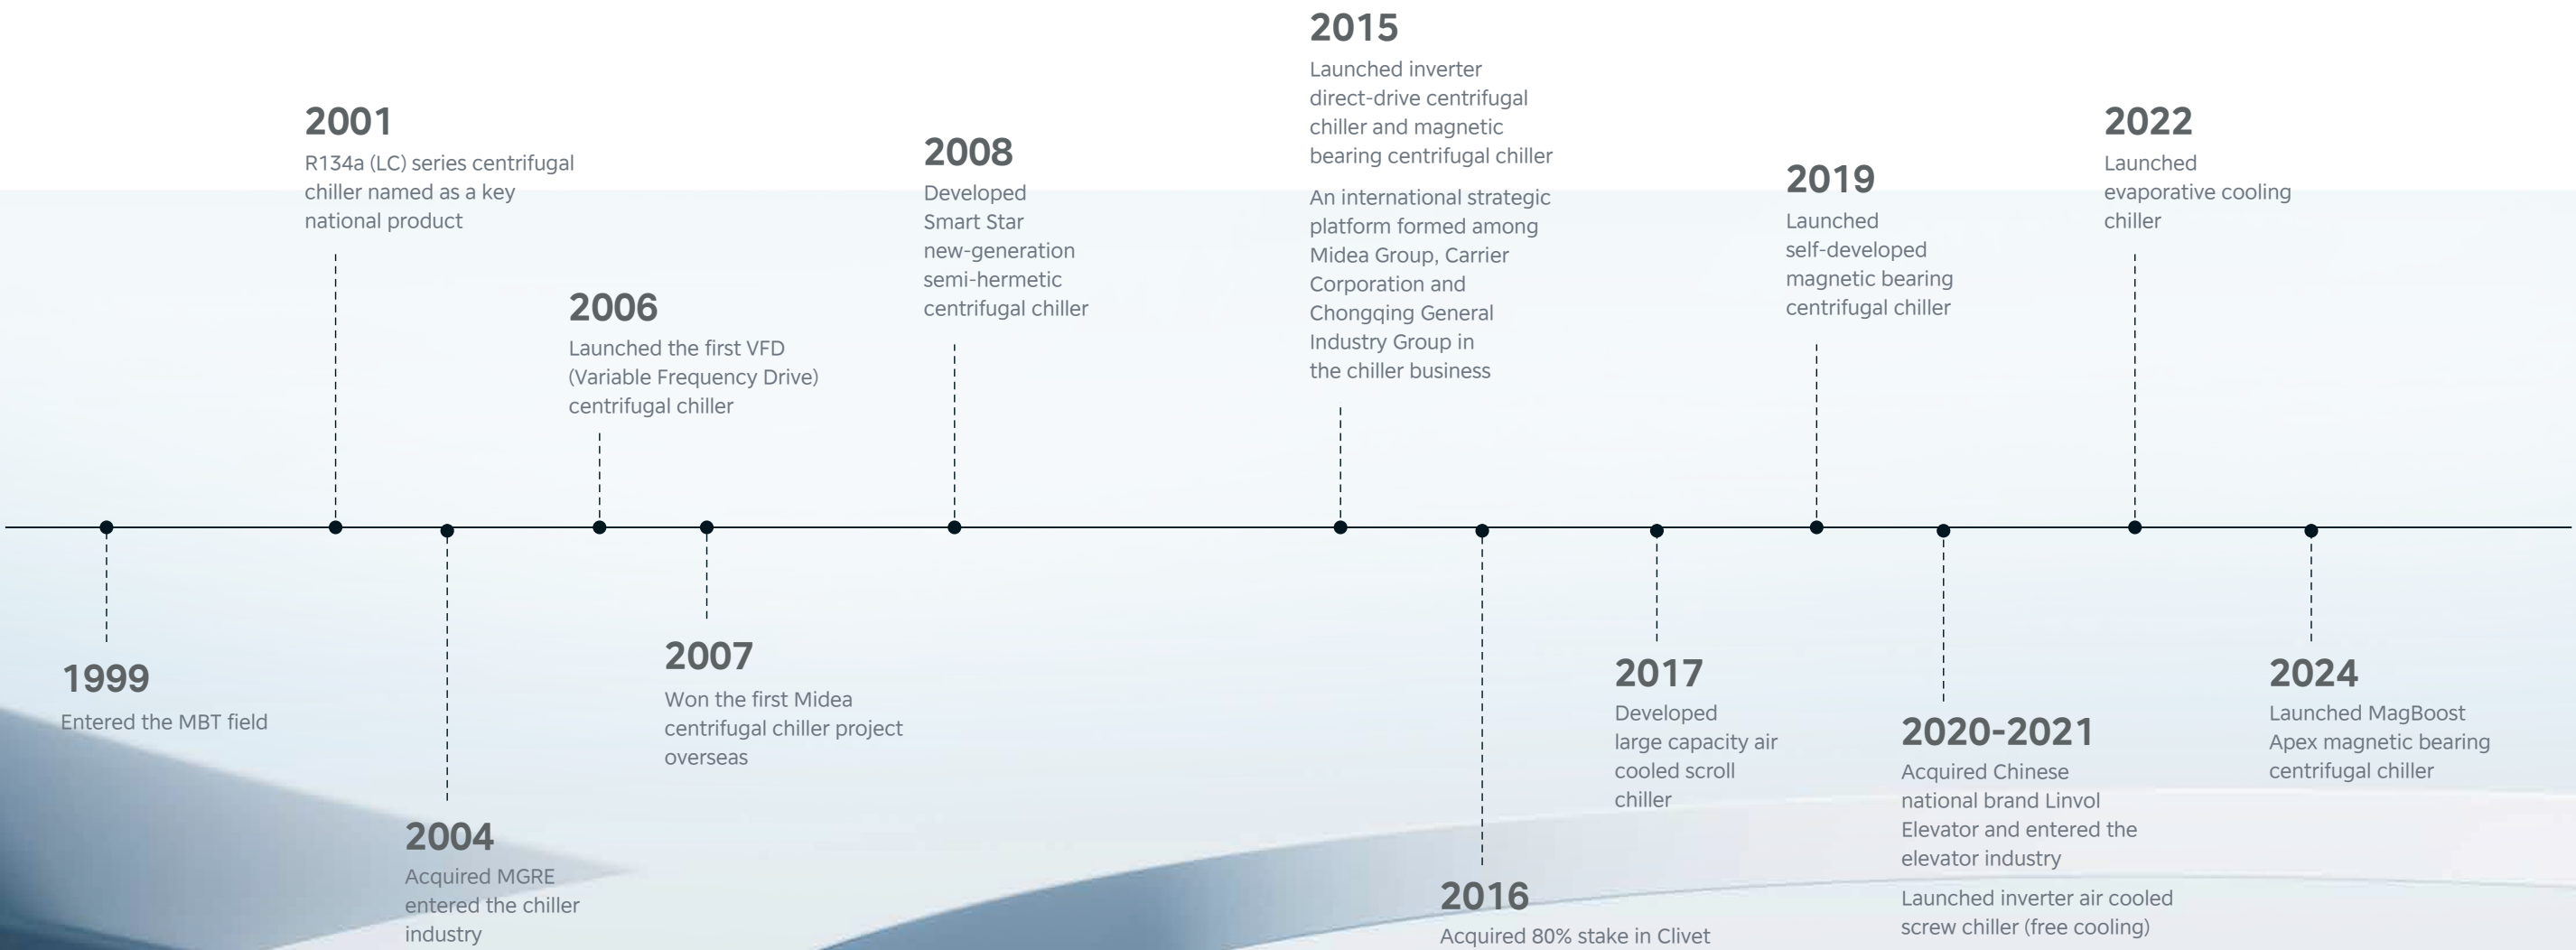 1999
Entered the MBT field
2001
R134a (LC) series centrifugal
chiller named as a key
national product
2004
Acquired MGRE
entered the chiller
industry
2006
Launched the first VFD
(Variable Frequency Drive)
centrifugal chiller
2007
Won the first Midea
centrifugal chiller project
overseas
2008
Developed
Smart Star
new-generation
semi-hermetic
centrifugal chiller
2015
Launched inverter
direct-drive centrifugal
chiller and magnetic
bearing centrifugal chiller
An international strategic
platform formed among
Midea Group, Carrier
Corporation and
Chongqing General
Industry Group in
the chiller business
2016
Acquired 80% stake in Clivet
2017
Developed
large capacity air
cooled scroll
chiller
2019
Launched
self-developed
magnetic bearing
centrifugal chiller
2020-2021
Acquired Chinese
national brand Linvol
Elevator and entered the
elevator industry
Launched inverter air cooled
screw chiller (free cooling)
2022
Launched
evaporative cooling
chiller
2024
Launched MagBoost
Apex magnetic bearing
centrifugal chiller